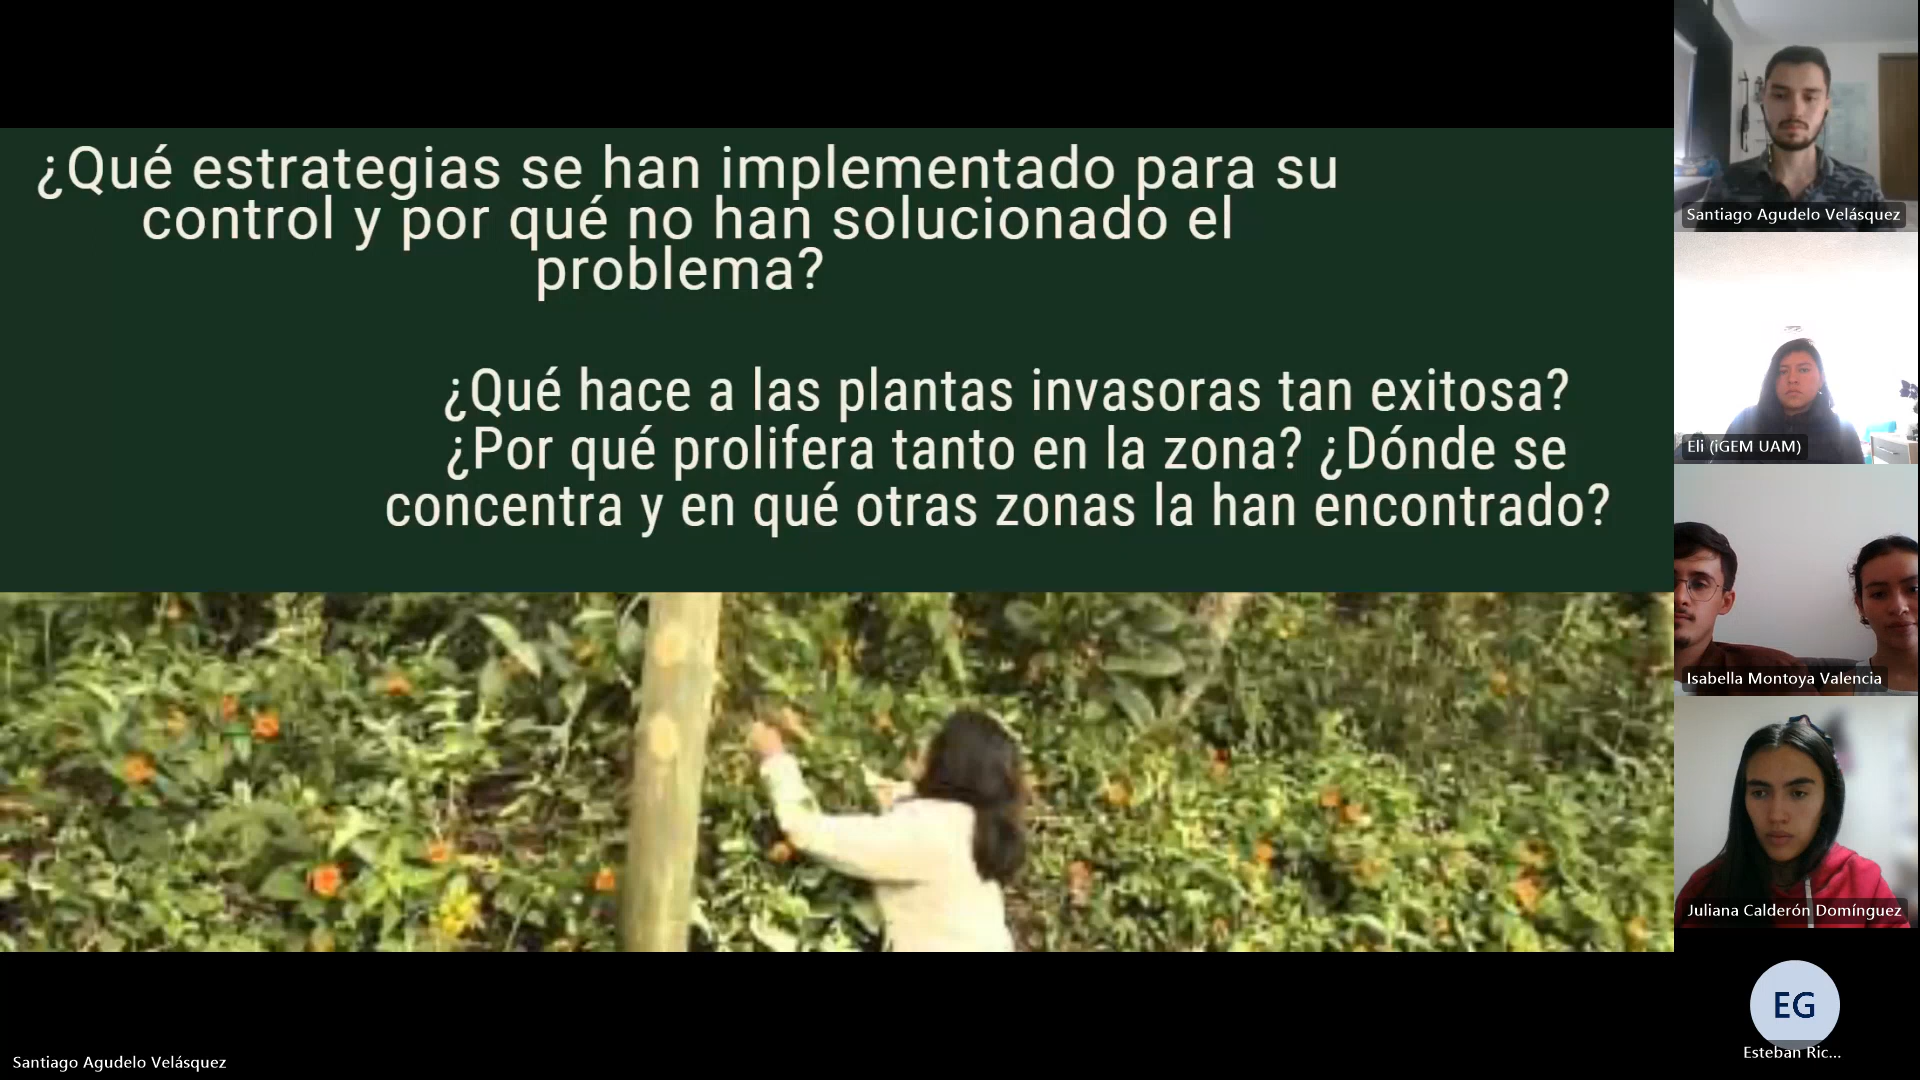 ¿Qué estrategias se han implementado para su
control y por qué no han solucionado el
problema?
¿Qué hace a las plantas invasoras tan exitosa?
¿Por qué prolifera tanto en la zona? ¿Dónde se
concentra y en qué otras zonas la han encontrado?
Santiago Agudelo Velásquez
Eli (iGEM UAM)
Isabella Montoya Valencia
Juliana Calderón Domínguez
EG
Esteban Ric...
Santiago Agudelo Velásquez